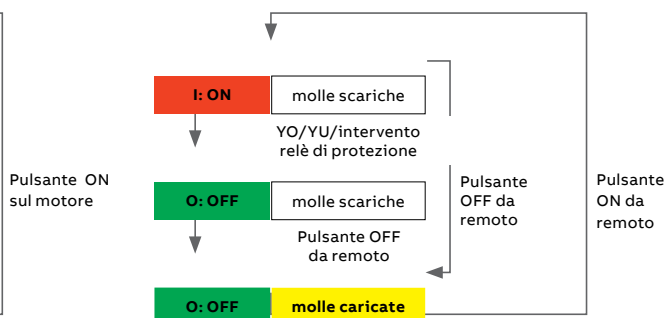 I: ON
molle scariche
YO/YU/intervento
relè di protezione
Pulsante ON
sul motore
O: OFF
molle scariche
Pulsante
OFF da
remoto
Pulsante
ON da
remoto
Pulsante OFF
da remoto
O: OFF
molle caricate